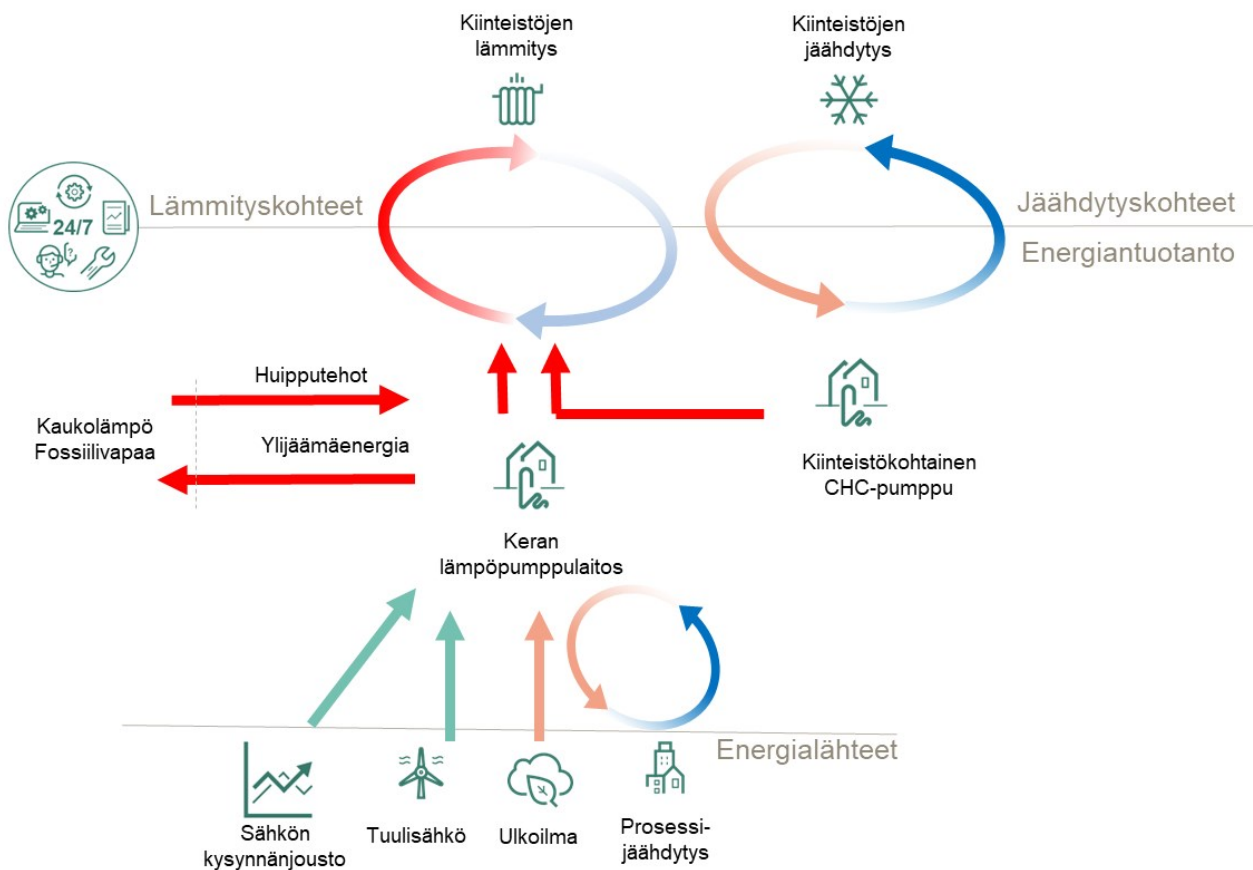 Kiinteistöjen
lämmitys
Kiinteistöjen
jäähdytys
24/7
?
Lämmityskohteet
Jäähdytyskohteet
Energiantuotanto
Huipputehot
Kaukolämpö
Fossiilivapaa
Ylijäämäenergia
Kiinteistökohtainen
CHC-pumppu
Keran
lämpöpumppulaitos
Energialähteet
Sähkön
kysynnänjousto
Tuulisähkö
Ulkoilma
Prosessi-
jäähdytys